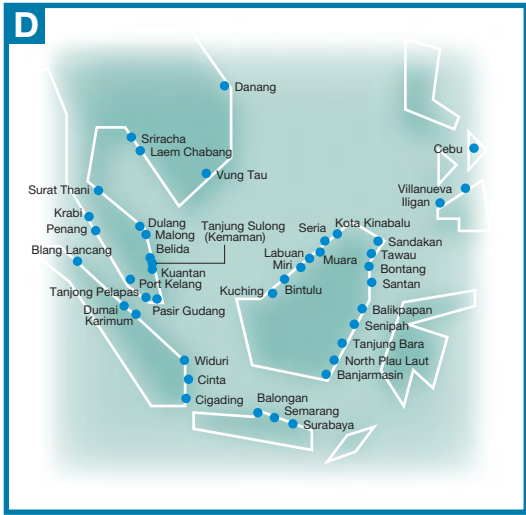 D
Danang
Sriracha
Laem Chabang
Cebu
Vung Tau
Surat Thani
Villanueva
Iligan
Krabi
Penang
Dulang
Malong
Belida
Tanjung Sulong
(Kemaman)
Seria
Kota Kinabalu
Blang Lancang
Sandakan
Labuan
Muara
Tawau
Miri
Kuantan
Bontang
Port Kelang
Santan
Tanjong Pelapas
Kuching
Bintulu
Dumai
Karimum
Pasir Gudang
Balikpapan
Senipah
Tanjung Bara
Widuri
North Plau Laut
Cinta
Banjarmasin
Cigading
Balongan
Semarang
Surabaya